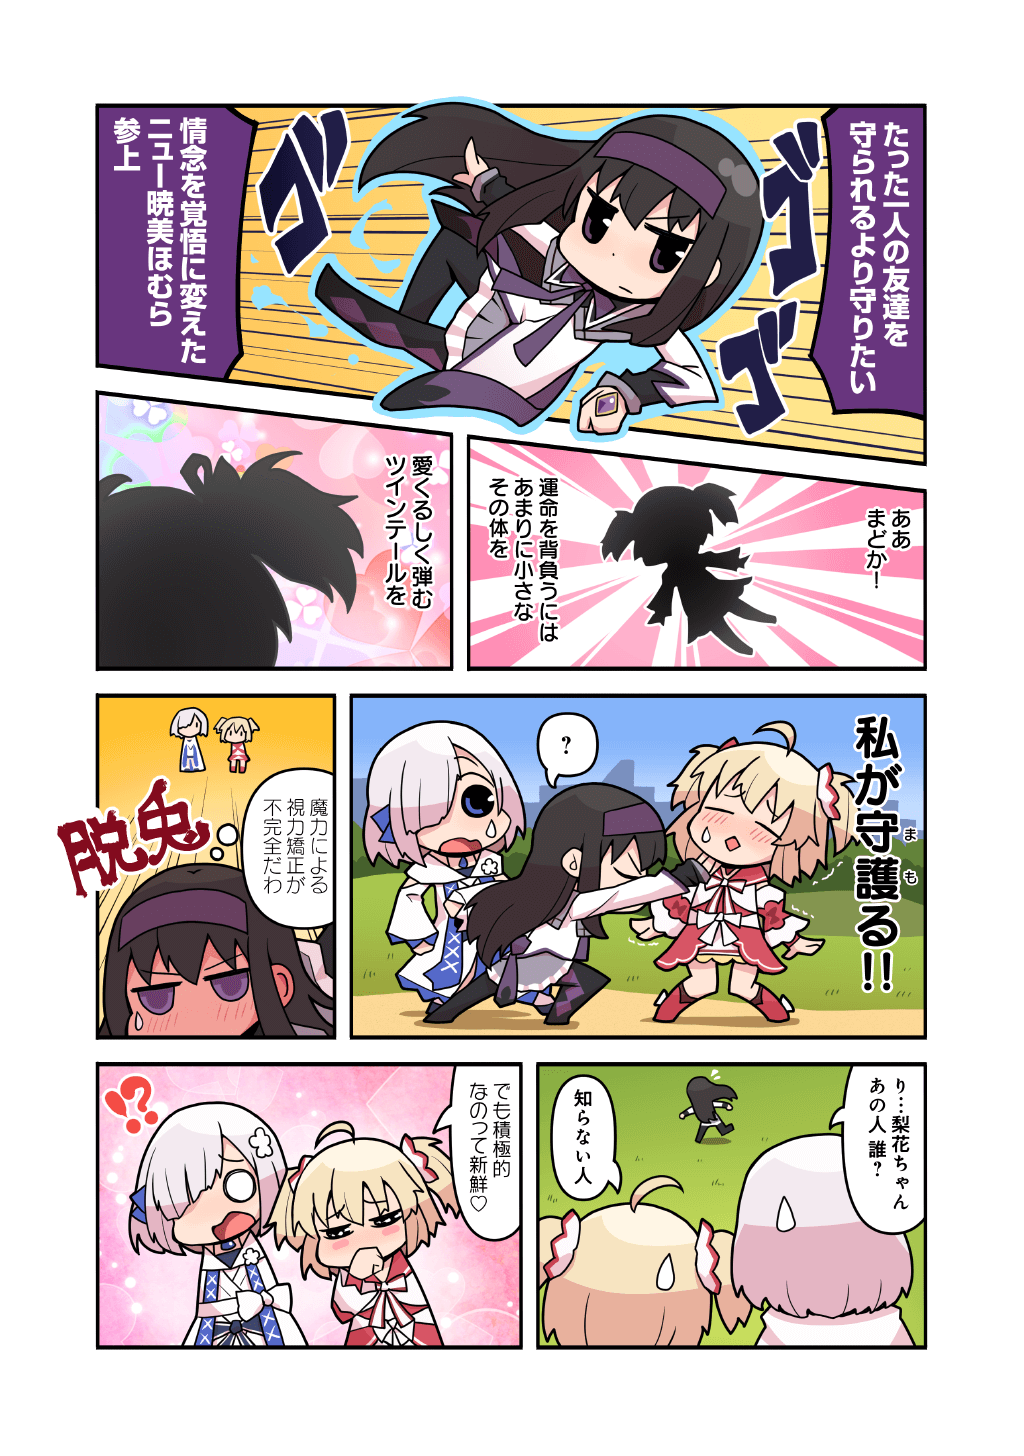 たった一人の友達を
守られるより守りたい
ゴゴゴ
情念を覚悟に変えた
ニュー暁美ほむら
参上
ああ
まどか！
運命を背負うには
あまりに小さな
その体を
愛くるしく弾む
ツインテールを
私が守護る!!
まも
？
魔力による
視力矯正が
不完全だわ
脱兎
り…梨花ちゃん
あの人 誰？
知らない人
でも積極的
なのって新鮮♡
!?